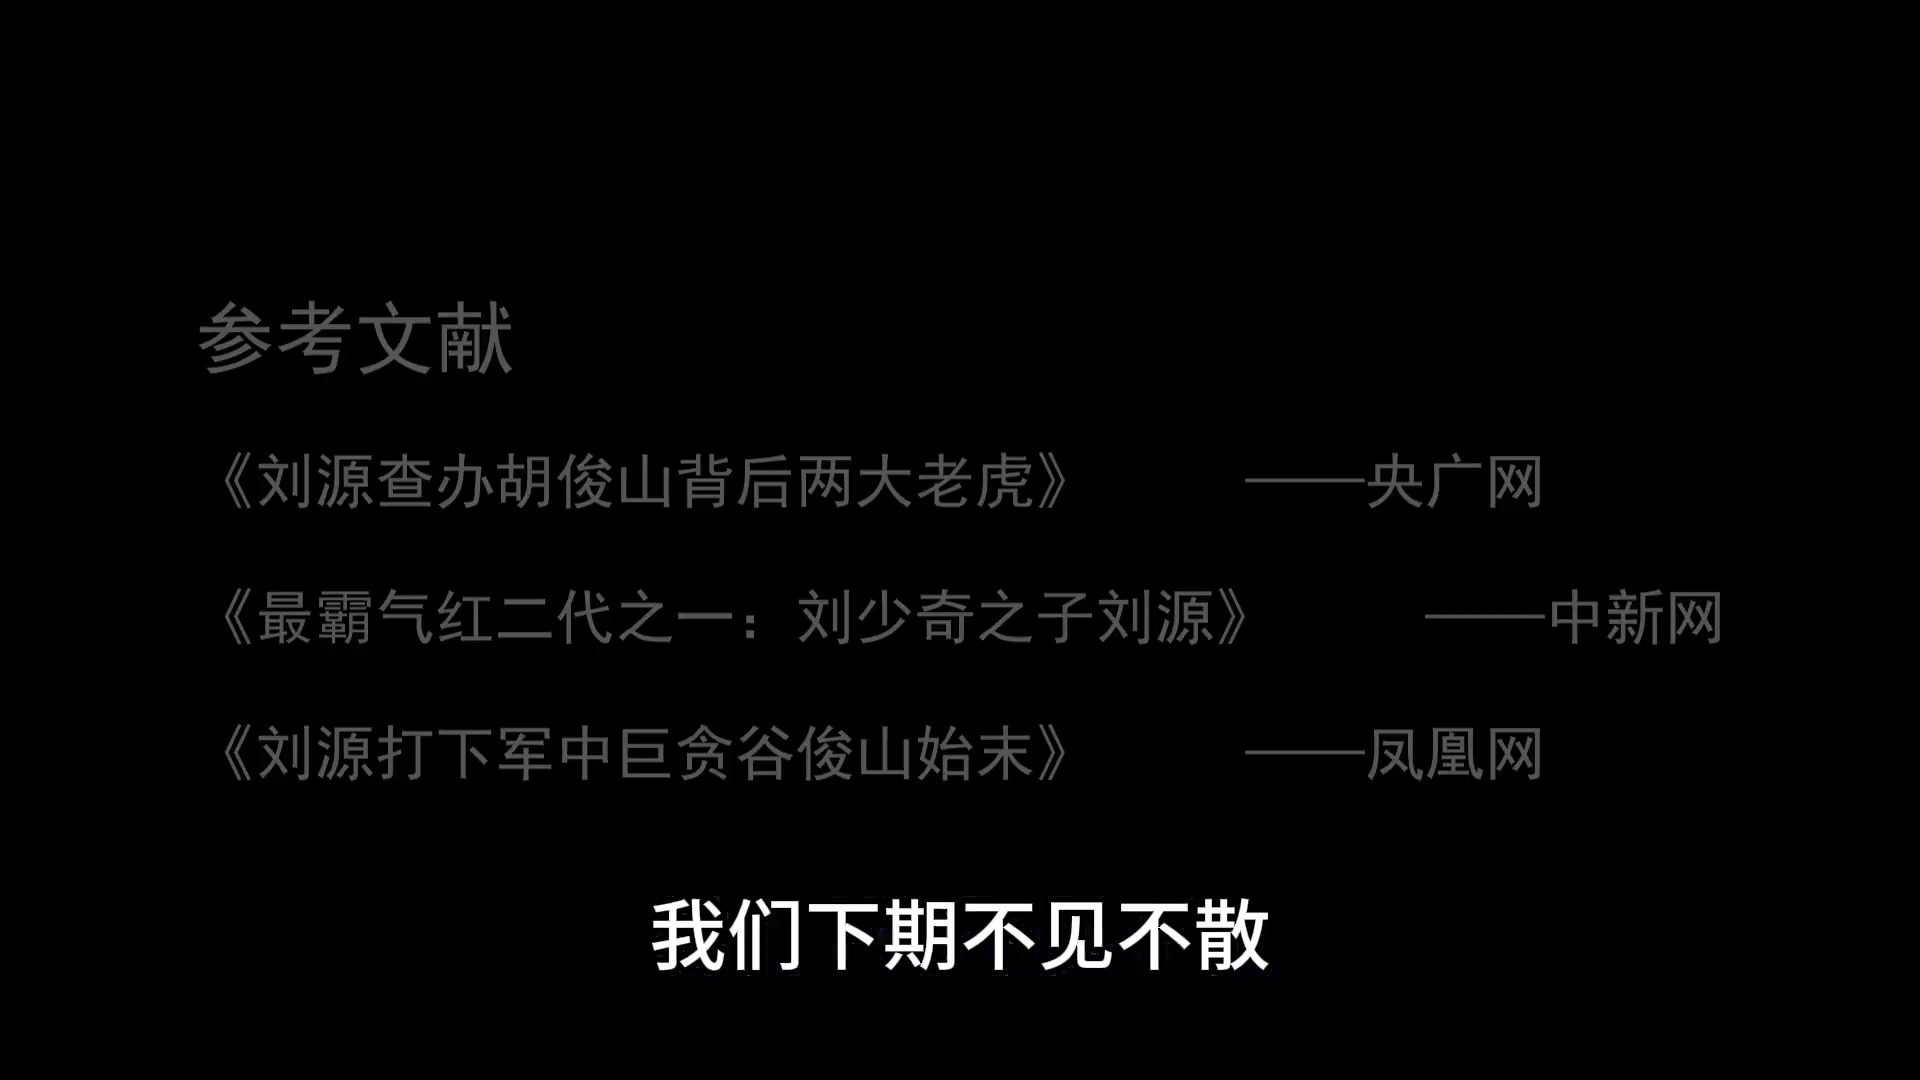 参考文献
《刘源查办胡俊山背后两大老虎》 ——央广网
《最霸气红二代之一：刘少奇之子刘源》 ——中新网
《刘源打下军中巨贪谷俊山始末》 ——凤凰网
我们下期不见不散